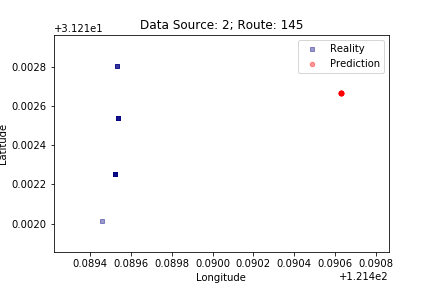 Data Source: 2; Route: 145
+3.121e1
Reality
Prediction
0.0028
0.0026
0.0024
0.0022
0.0020
Latitude
0.0894 0.0896 0.0898 0.0900 0.0902 0.0904 0.0906 0.0908
Longitude
+1.214e2